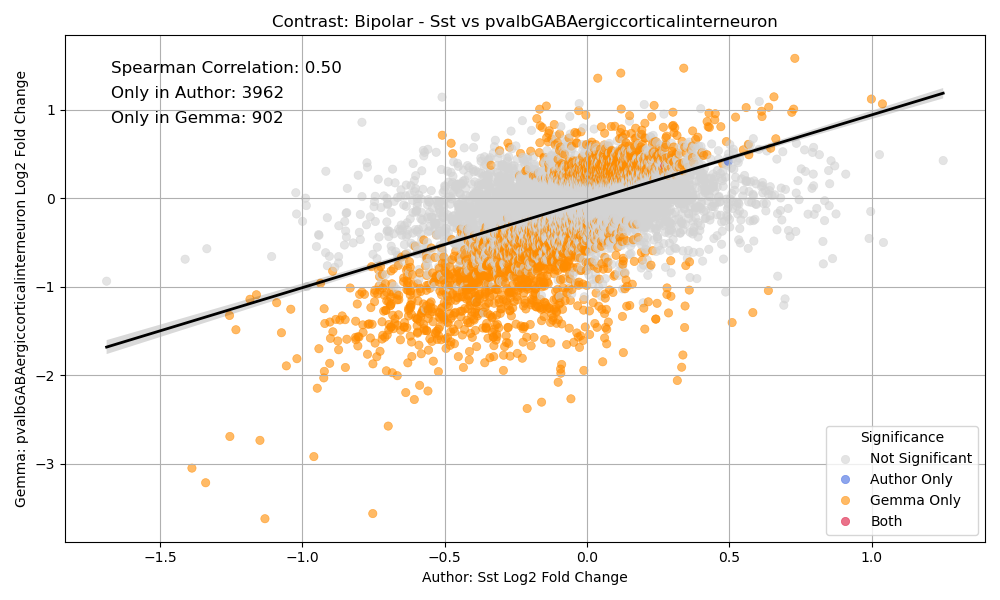 Contrast: Bipolar - Sst vs pvalbGABAergiccorticalinterneuron
Spearman Correlation: 0.50
Only in Author: 3962
Only in Gemma: 902
Gemma: pvalbGABAergiccorticalinterneuron Log2 Fold Change
1
0
−1
−2
−3
Significance
Not Significant
Author Only
Gemma Only
Both
−1.5
−1.0
−0.5
0.0
0.5
1.0
Author: Sst Log2 Fold Change